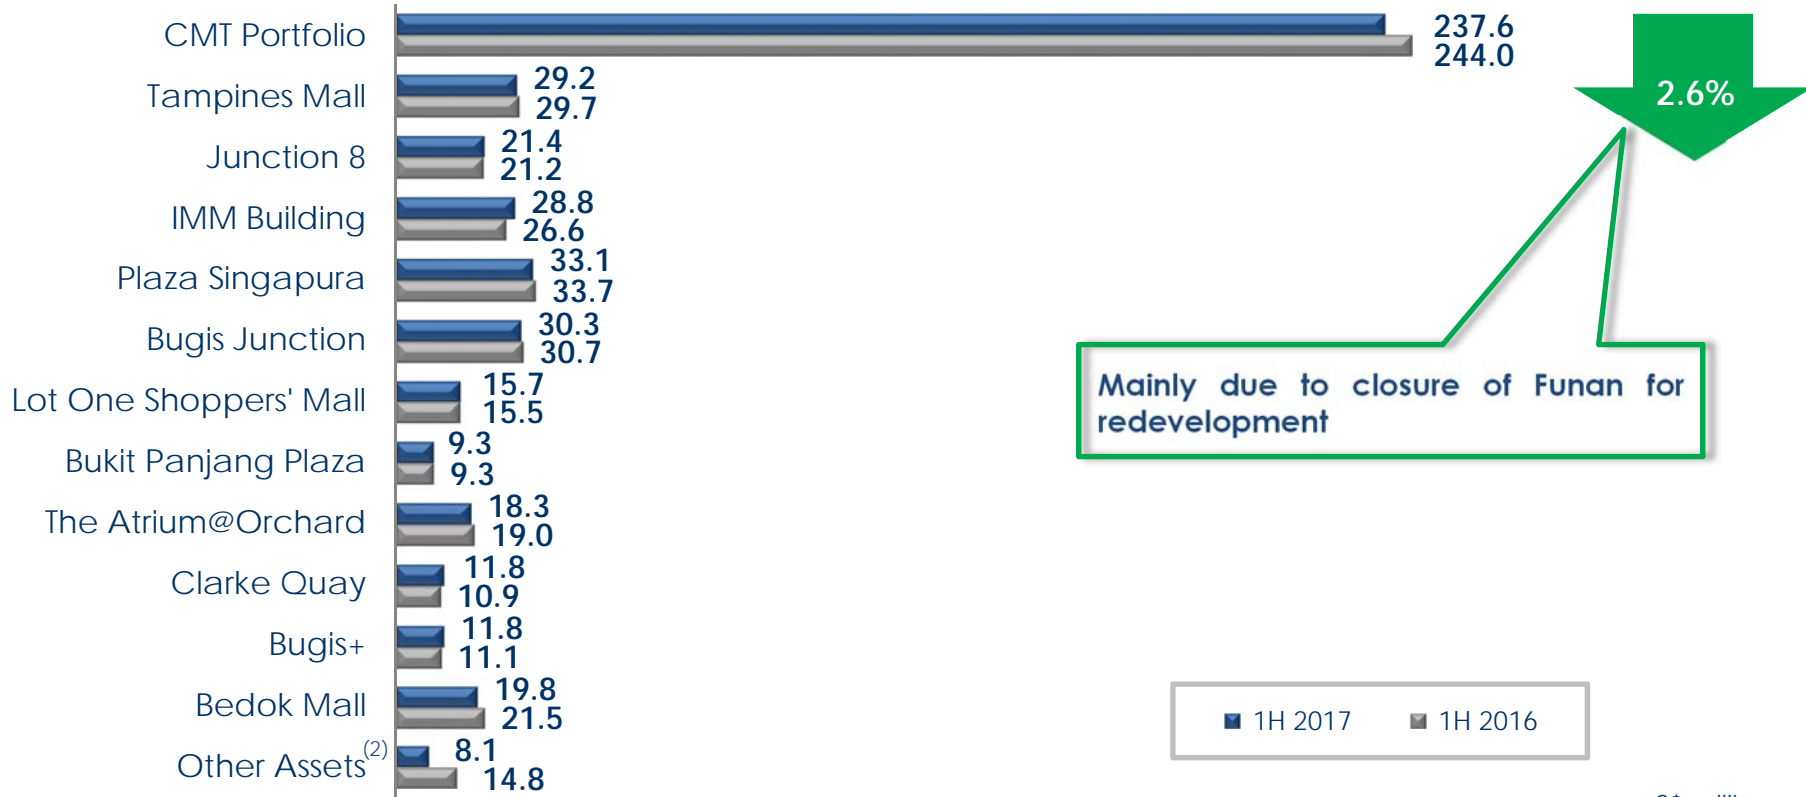 CMT Portfolio
237.6
244.0
2.6%
Tampines Mall
29.2
29.7
Junction 8
21.4
21.2
IMM Building
28.8
26.6
Plaza Singapura
33.1
33.7
Bugis Junction
30.3
30.7
Mainly due to closure of Funan for
redevelopment
Lot One Shoppers' Mall
15.7
15.5
Bukit Panjang Plaza
9.3
9.3
The Atrium@Orchard
18.3
19.0
Clarke Quay
11.8
10.9
Bugis+
11.8
11.1
Bedok Mall
19.8
21.5
1H 2017 1H 2016
Other Assets(2)
8.1
14.8